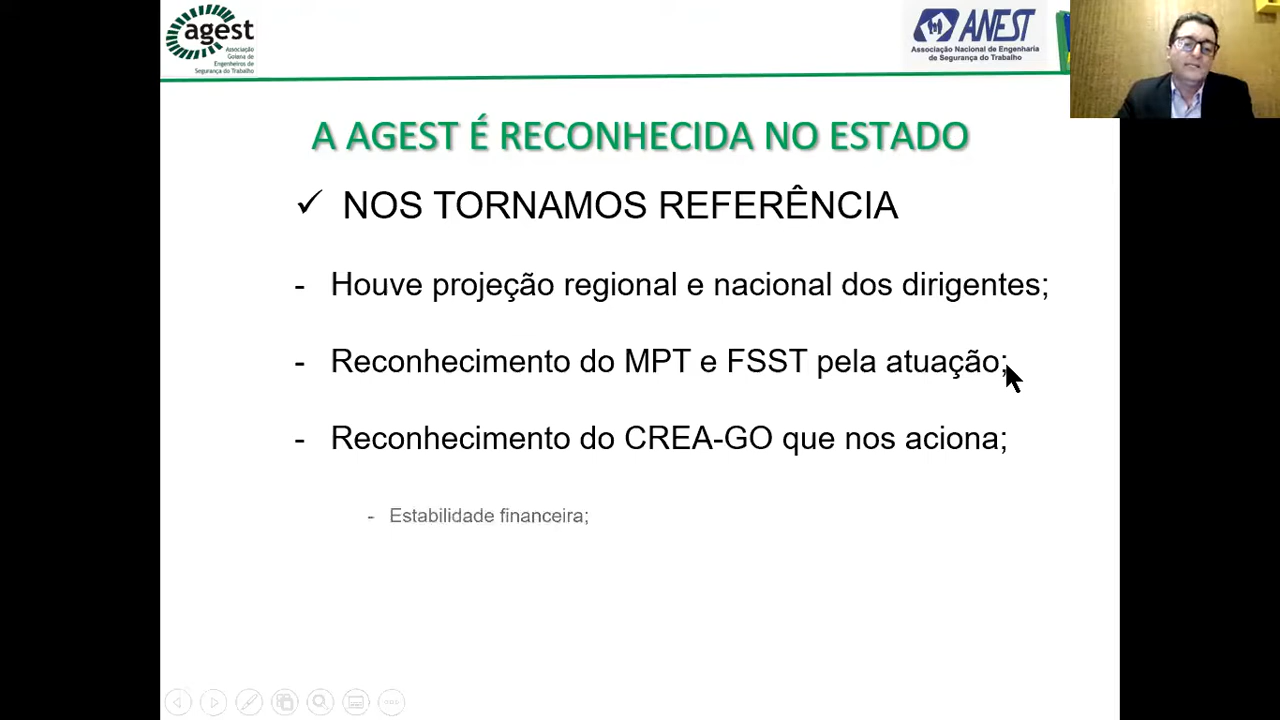 agest
Associação
Goiana de
Engenheiros de
Segurança do Trabalho
ANEST
Associação Nacional de Engenharia
de Segurança do Trabalho
A AGEST É RECONHECIDA NO ESTADO
✓ NOS TORNAMOS REFERÊNCIA
- Houve projeção regional e nacional dos dirigentes;
- Reconhecimento do MPT e FSST pela atuação;
- Reconhecimento do CREA-GO que nos aciona;
- Estabilidade financeira;